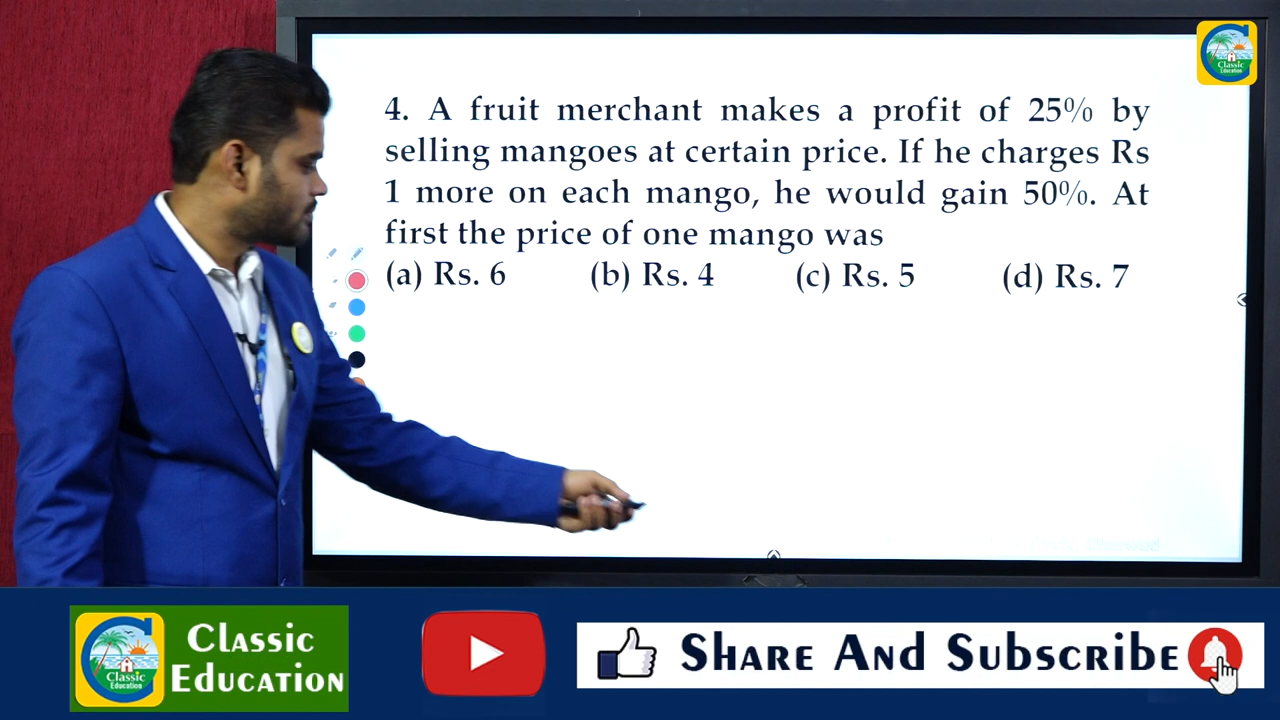 Classic
Education
4. A fruit merchant makes a profit of 25% by
selling mangoes at certain price. If he charges Rs
1 more on each mango, he would gain 50%. At
first the price of one mango was
(a) Rs. 6 (b) Rs. 4 (c) Rs. 5 (d) Rs. 7
Classic
Education
Classic
Education
Share And Subscribe